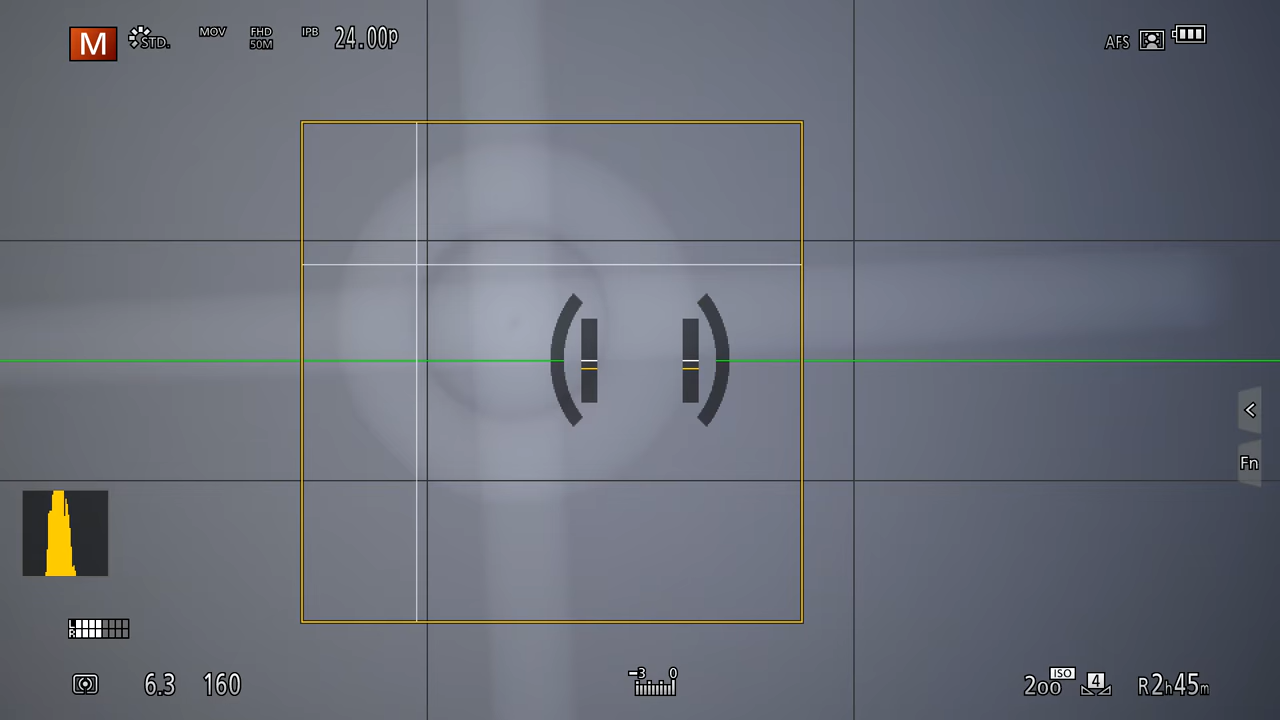 M STD. MOV FHD 50M IPB 24.00p AFS
<
Fn
L
R
6.3 160 -3 0 200 ISO 4 R2h45m